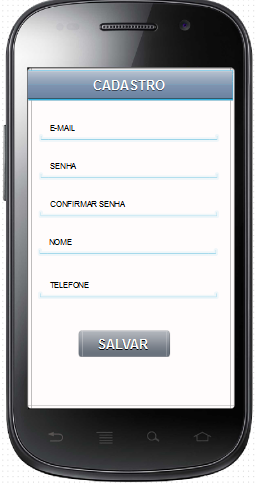 CADASTRO
E-MAIL
SENHA
CONFIRMAR SENHA
NOME
TELEFONE
SALVAR